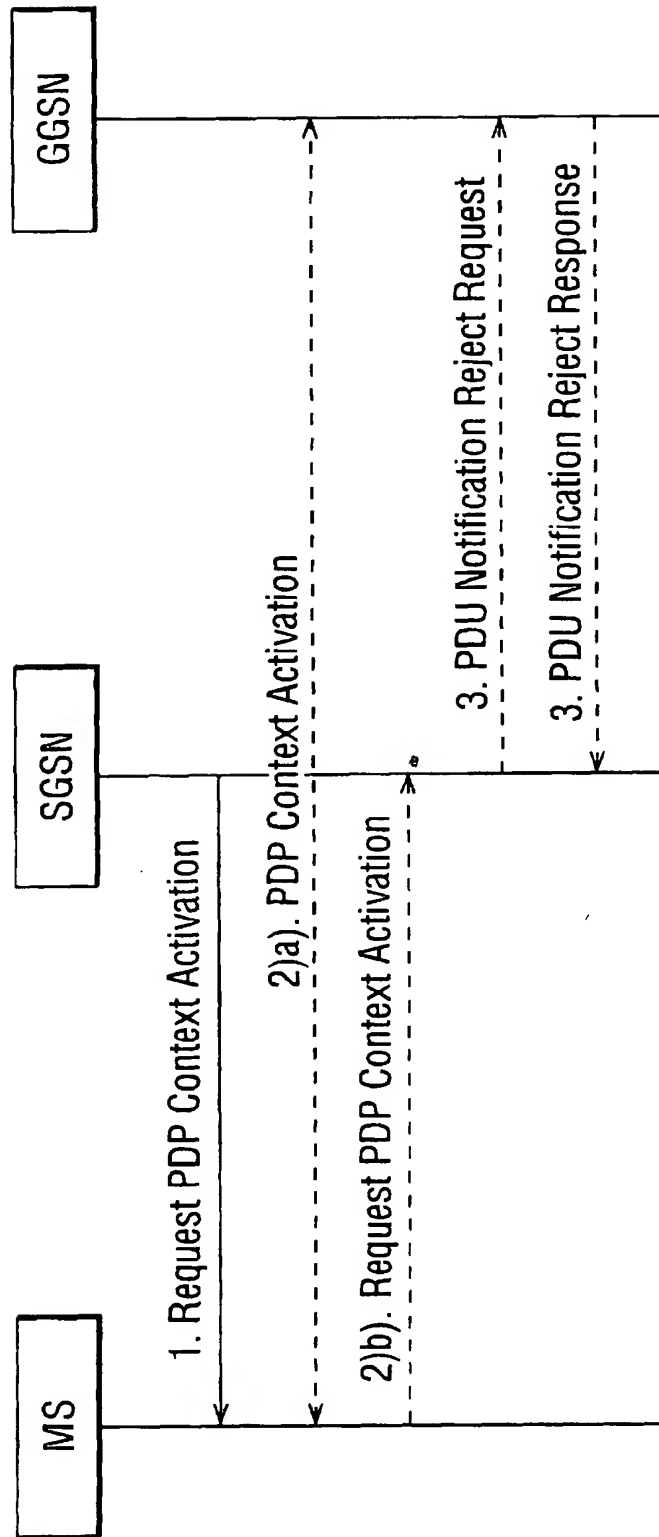 MS
SGSN
GGSN
1. Request PDP Context Activation
2)a). PDP Context Activation
2)b). Request PDP Context Activation
3. PDU Notification Reject Request
3. PDU Notification Reject Response